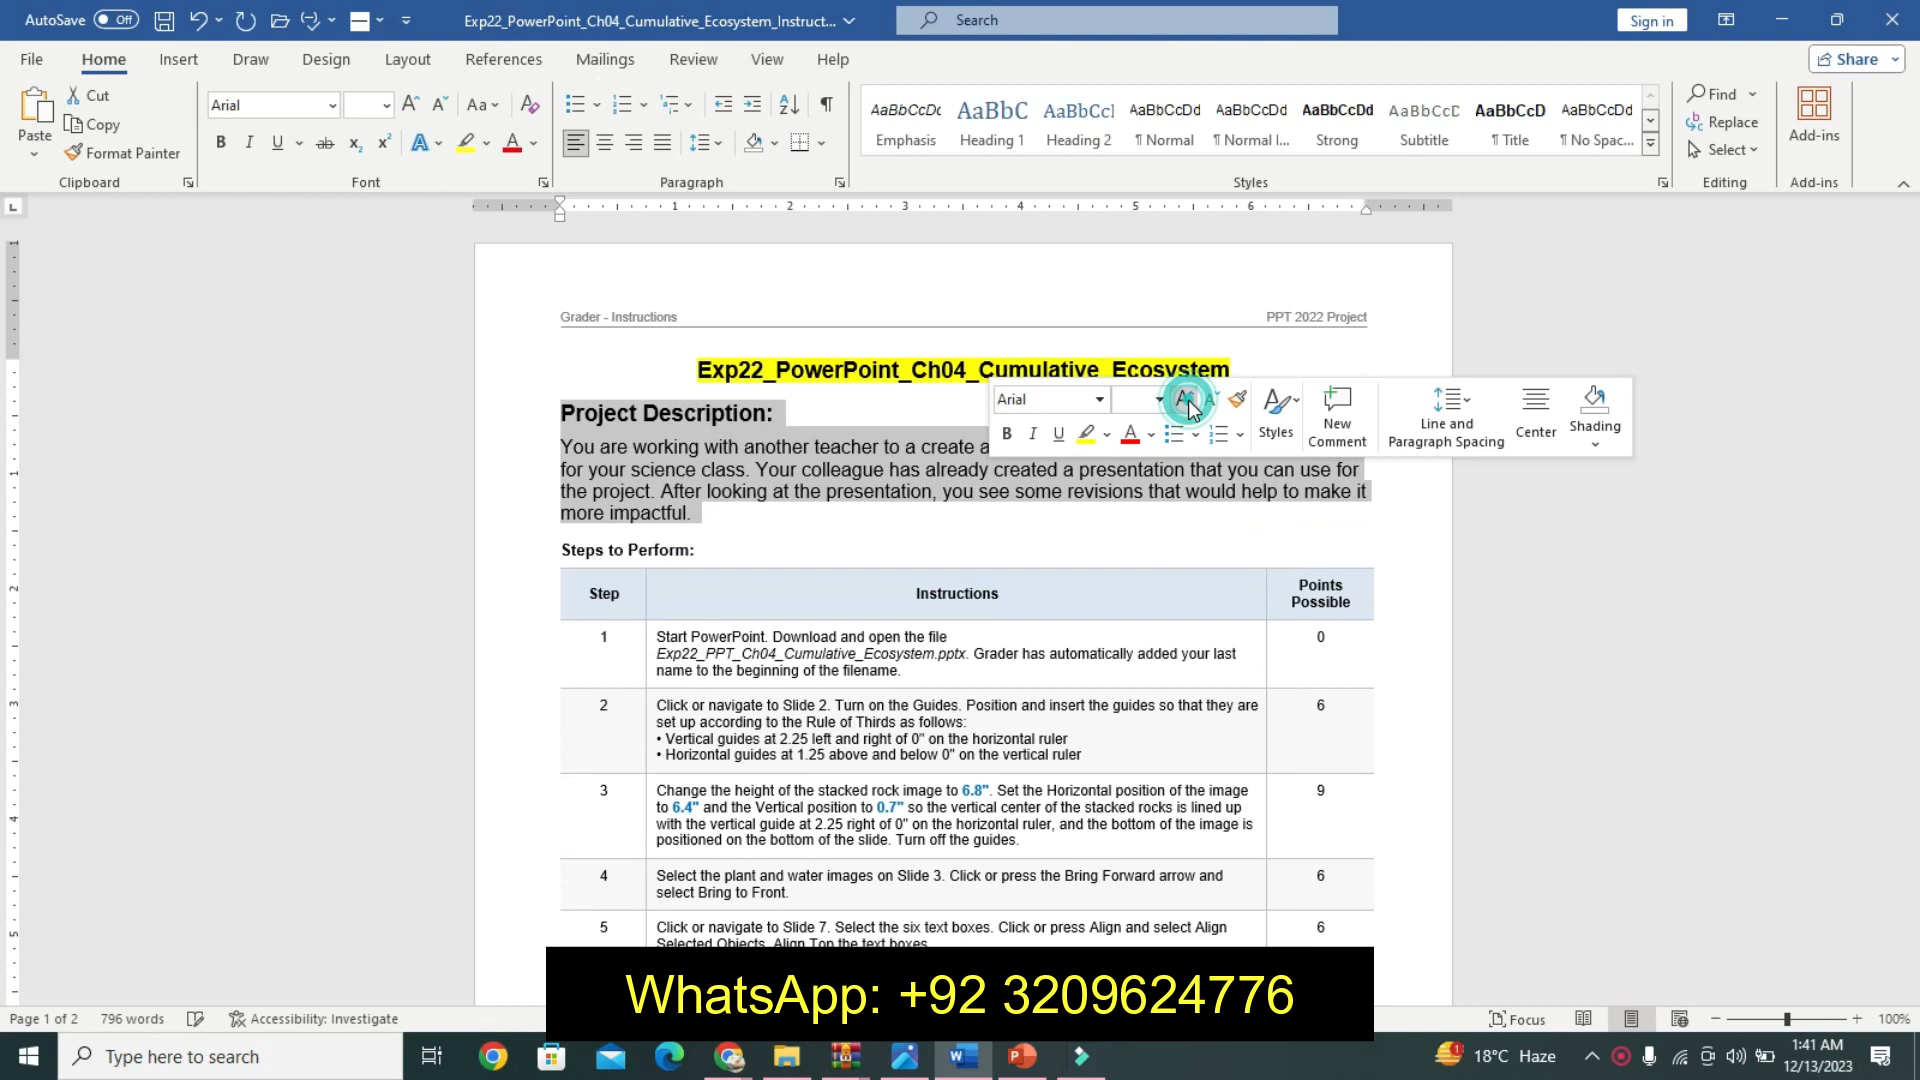 AutoSave Off Exp22_PowerPoint_Ch04_Cumulative_Ecosystem_Instruct... Search Sign in
File Home Insert Draw Design Layout References Mailings Review View Help Share
Paste Cut Copy Format Painter
Arial Aa
B I U ab x₂ x² A A
AaBbCcDc AaBbC AaBbCcl AaBbCcDd AaBbCcDd AaBbCcDd AaBbCcD AaBbCcD AaBbCcDd
Emphasis Heading 1 Heading 2 ¶ Normal ¶ Normal I... Strong Subtitle ¶ Title ¶ No Spac...
Find Replace Select Add-ins
Clipboard Font Paragraph Styles Editing Add-ins
1 2 3 4 5 6
Grader - Instructions PPT 2022 Project
Exp22_PowerPoint_Ch04_Cumulative_Ecosystem
Project Description:
Arial B I U A Styles New Comment Line and Paragraph Spacing Center Shading
You are working with another teacher to a create a
for your science class. Your colleague has already created a presentation that you can use for
the project. After looking at the presentation, you see some revisions that would help to make it
more impactful.
Steps to Perform:
Step Instructions Points Possible
1 Start PowerPoint. Download and open the file 0
Exp22_PPT_Ch04_Cumulative_Ecosystem.pptx. Grader has automatically added your last
name to the beginning of the filename.
2 Click or navigate to Slide 2. Turn on the Guides. Position and insert the guides so that they are 6
set up according to the Rule of Thirds as follows:
• Vertical guides at 2.25 left and right of 0" on the horizontal ruler
• Horizontal guides at 1.25 above and below 0" on the vertical ruler
3 Change the height of the stacked rock image to 6.8". Set the Horizontal position of the image 9
to 6.4" and the Vertical position to 0.7" so the vertical center of the stacked rocks is lined up
with the vertical guide at 2.25 right of 0" on the horizontal ruler, and the bottom of the image is
positioned on the bottom of the slide. Turn off the guides.
4 Select the plant and water images on Slide 3. Click or press the Bring Forward arrow and 6
select Bring to Front.
5 Click or navigate to Slide 7. Select the six text boxes. Click or press Align and select Align 6
Selected Objects. Align Top the text boxes.
WhatsApp: +92 3209624776
Page 1 of 2 796 words Accessibility: Investigate Focus 100%
Type here to search 18°C Haze 1:41 AM
12/13/2023